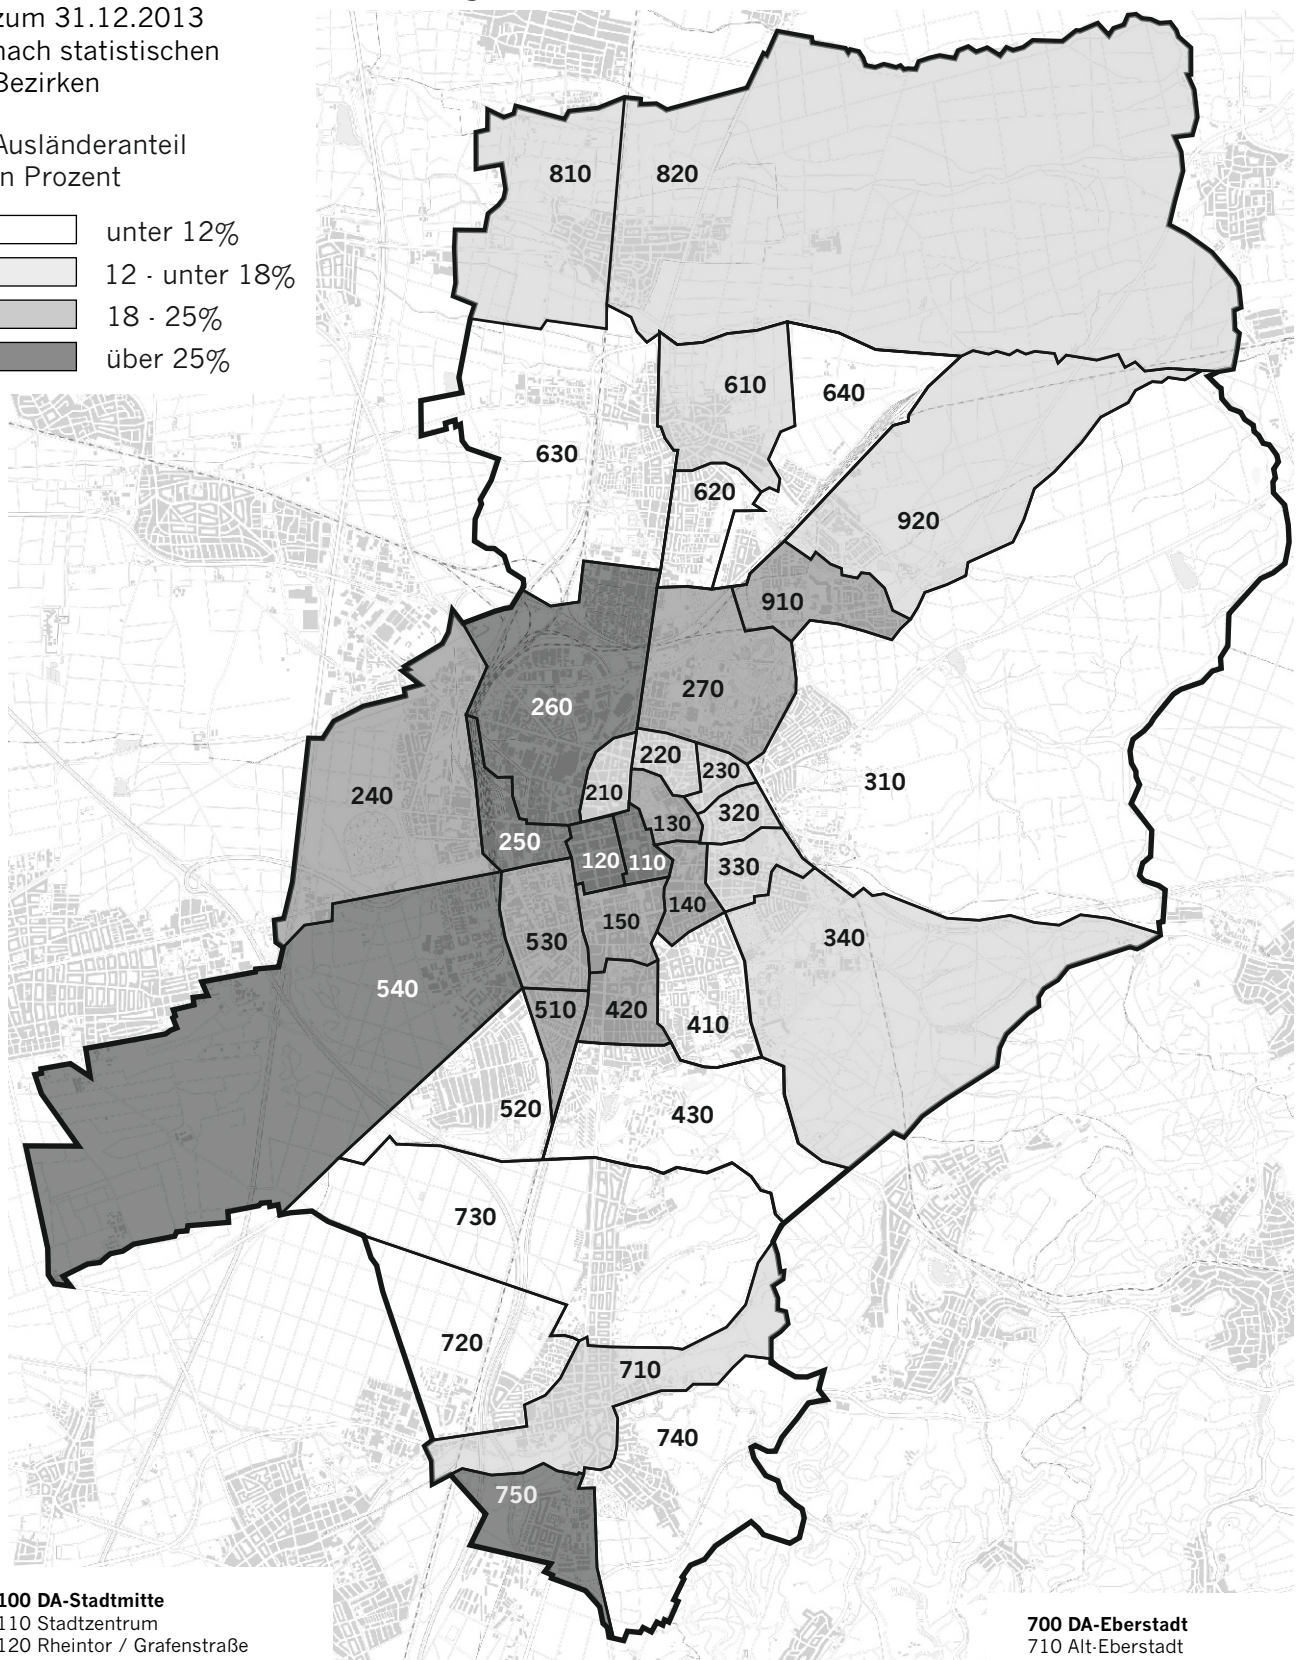 zum 31.12.2013
nach statistischen
Bezirken
Ausländeranteil
in Prozent
unter 12%
12 - unter 18%
18 - 25%
über 25%
810
820
610
640
630
620
920
910
260
270
220
230
210
310
240
320
130
250
120
110
330
140
150
340
530
540
510
420
410
520
430
730
720
710
740
750
100 DA-Stadtmitte
110 Stadtzentrum
120 Rheintor / Grafenstraße
700 DA-Eberstadt
710 Alt-Eberstadt